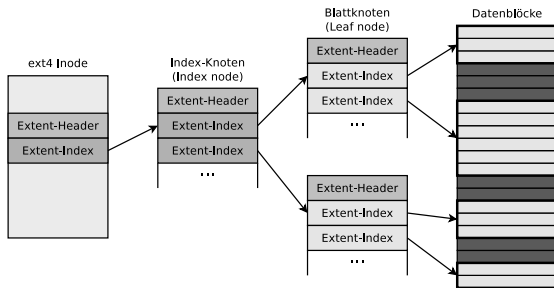 ext4 Inode
Extent-Header
Extent-Index
Index-Knoten
(Index node)
Extent-Header
Extent-Index
Extent-Index
...
Blattknoten
(Leaf node)
Extent-Header
Extent-Index
Extent-Index
...
Extent-Header
Extent-Index
Extent-Index
...
Datenblöcke